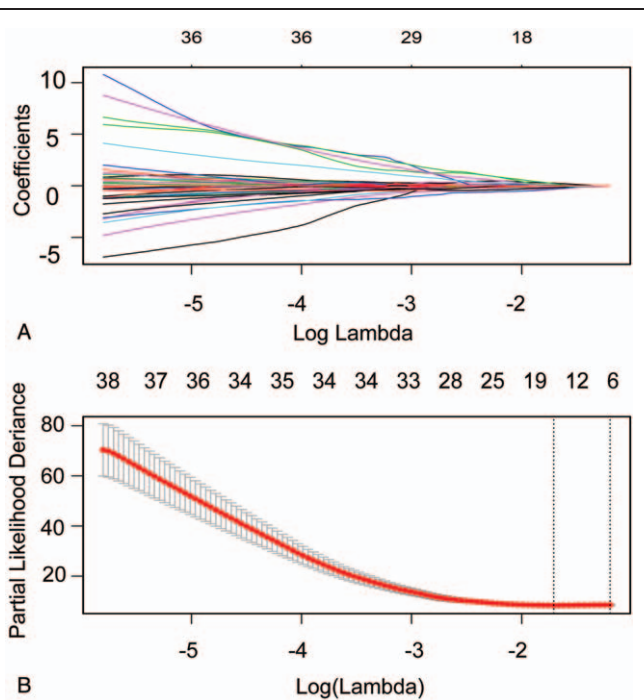 36 36 29 18
10
5
0
-5
Coefficients
-5 -4 -3 -2
Log Lambda
A
38 37 36 34 35 34 34 33 28 25 19 12 6
80
60
40
20
Partial Likelihood Deriance
-5 -4 -3 -2
Log(Lambda)
B